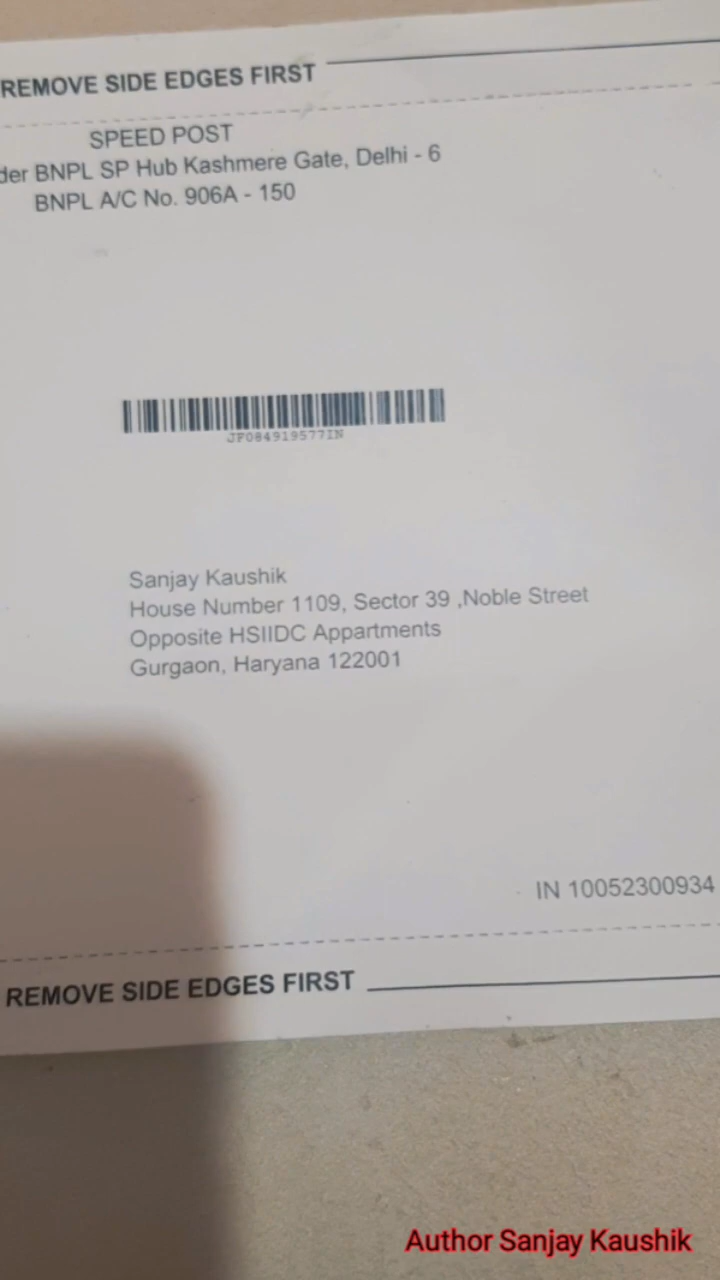 REMOVE SIDE EDGES FIRST
SPEED POST
der BNPL SP Hub Kashmere Gate, Delhi - 6
BNPL A/C No. 906A - 150
JF084919577IN
Sanjay Kaushik
House Number 1109, Sector 39 ,Noble Street
Opposite HSIIDC Appartments
Gurgaon, Haryana 122001
IN 10052300934
REMOVE SIDE EDGES FIRST
Author Sanjay Kaushik